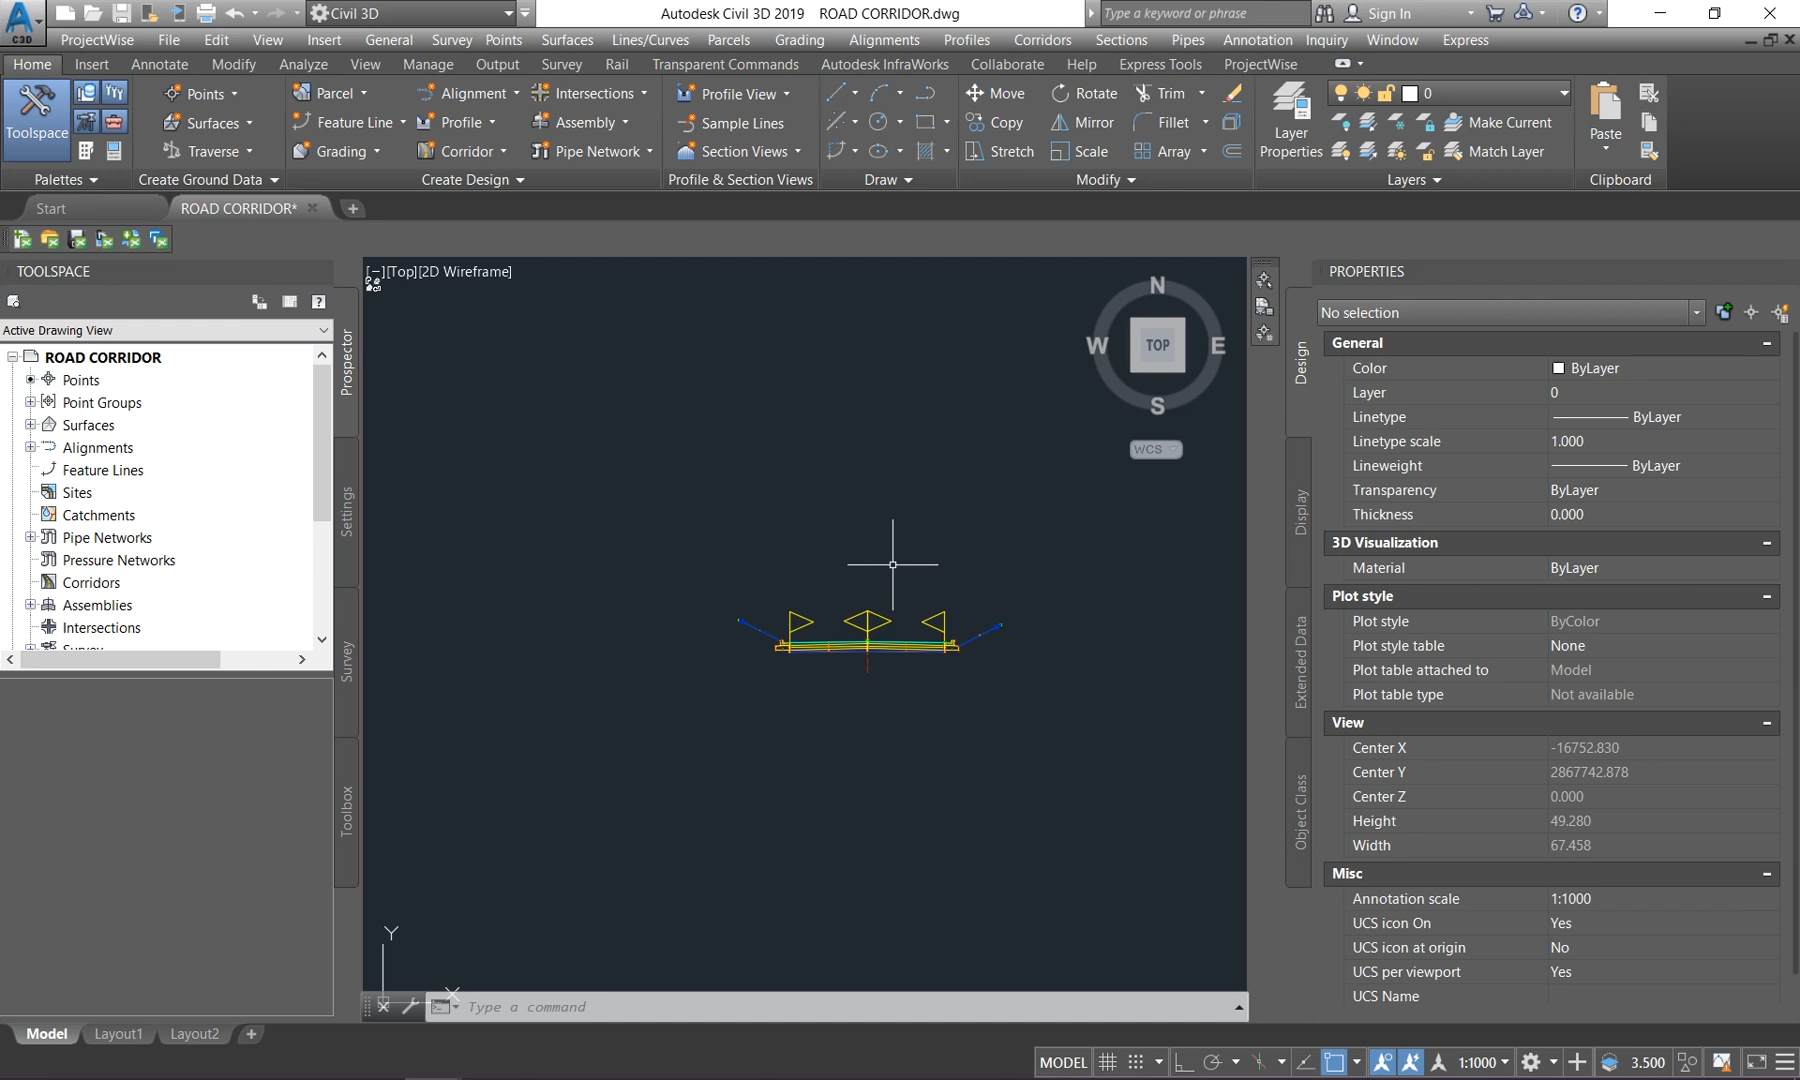 Civil 3D
Autodesk Civil 3D 2019 ROAD CORRIDOR.dwg
Type a keyword or phrase
Sign In
C3D
ProjectWise File Edit View Insert General Survey Points Surfaces Lines/Curves Parcels Grading Alignments Profiles Corridors Sections Pipes Annotation Inquiry Window Express
Home Insert Annotate Modify Analyze View Manage Output Survey Rail Transparent Commands Autodesk InfraWorks Collaborate Help Express Tools ProjectWise
Points Parcel Alignment Intersections Profile View Move Rotate Trim 0
Toolspace Surfaces Feature Line Profile Assembly Sample Lines Copy Mirror Fillet Layer Properties Make Current Paste
Traverse Grading Corridor Pipe Network Section Views Stretch Scale Array Match Layer
Palettes Create Ground Data Create Design Profile & Section Views Draw Modify Layers Clipboard
Start ROAD CORRIDOR*
TOOLSPACE
Active Drawing View
ROAD CORRIDOR
Points
Point Groups
Surfaces
Alignments
Feature Lines
Sites
Catchments
Pipe Networks
Pressure Networks
Corridors
Assemblies
Intersections
Prospector
Settings
Survey
Toolbox
[−][Top][2D Wireframe]
N
W TOP E
S
WCS
Y
X
Type a command
PROPERTIES
No selection
Design
Display
Extended Data
Object Class
General
Color ByLayer
Layer 0
Linetype ByLayer
Linetype scale 1.000
Lineweight ByLayer
Transparency ByLayer
Thickness 0.000
3D Visualization
Material ByLayer
Plot style
Plot style ByColor
Plot style table None
Plot table attached to Model
Plot table type Not available
View
Center X -16752.830
Center Y 2867742.878
Center Z 0.000
Height 49.280
Width 67.458
Misc
Annotation scale 1:1000
UCS icon On Yes
UCS icon at origin No
UCS per viewport Yes
UCS Name
Model Layout1 Layout2
MODEL 1:1000 3.500